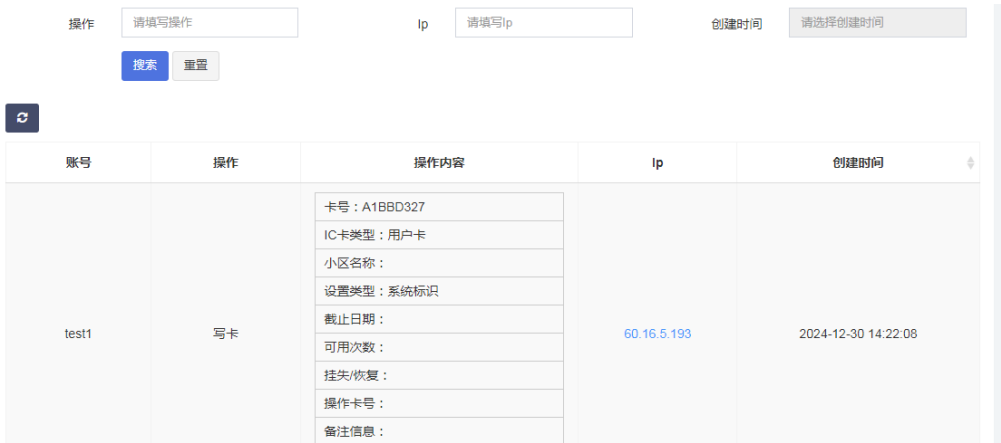 操作 请填写操作 Ip 请填写Ip 创建时间 请选择创建时间
搜索 重置
账号 操作 操作内容 Ip 创建时间
卡号：A1BBD327
IC卡类型：用户卡
小区名称：
设置类型：系统标识
截止日期：
test1 写卡 60.16.5.193 2024-12-30 14:22:08
可用次数：
挂失/恢复：
操作卡号：
备注信息：